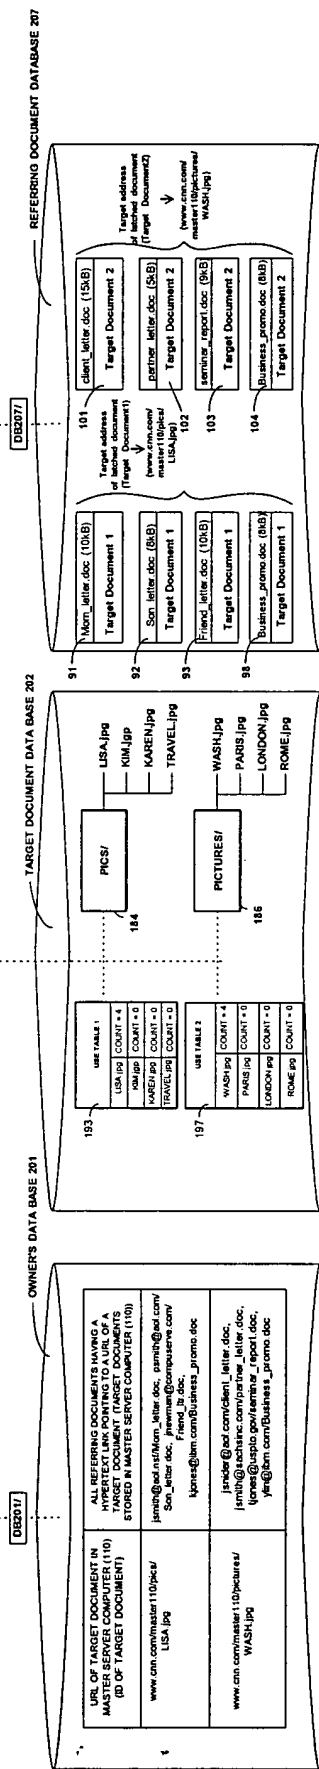 DB201/
OWNER'S DATA BASE 201
URL OF TARGET DOCUMENT IN
MASTER SERVER COMPUTER (110)
(ID OF TARGET DOCUMENT)
ALL REFERRING DOCUMENTS HAVING A
HYPERTEXT LINK POINTING TO A URL OF A
TARGET DOCUMENT (TARGET DOCUMENTS
STORED IN MASTER SERVER COMPUTER (110))
www.cnn.com/master110/pics/
LISA.jpg
jsmith@aol.nst/Mom_letter.doc, psmith@aol.com/
Son_letter.doc, jnewman@compuserve.com/
Friend_ltr.doc,
kjones@ibm.com/Business_promo.doc
www.cnn.com/master110/pictures/
WASH.jpg
jsnider@aol.com/client_letter.doc,
jsmith@sachsinc.com/partner_letter.doc,
tjones@uspto.gov/seminar_report.doc,
yfin@ibm.com/Business_promo.doc
TARGET DOCUMENT DATA BASE 202
193
USE TABLE 1
LISA.jpg COUNT = 4
KIM.jgp COUNT = 0
KAREN.jpg COUNT = 0
TRAVEL.jpg COUNT = 0
PICS/
184
LISA.jpg
KIM.jgp
KAREN.jpg
TRAVEL.jpg
197
USE TABLE 2
WASH.jpg COUNT = 4
PARIS.jpg COUNT = 0
LONDON.jpg COUNT = 0
ROME.jpg COUNT = 0
PICTURES/
186
WASH.jpg
PARIS.jpg
LONDON.jpg
ROME.jpg
DB207/
REFERRING DOCUMENT DATABASE 207
91
Mom_letter.doc (10kB)
Target Document 1
92
Son letter.doc (8kB)
Target Document 1
93
Friend_letter.doc (10kB)
Target Document 1
98
Business_promo.doc (8kB)
Target Document 1
Target address
of latched document
(Target Document1)
(www.cnn.com/
master110/pics/
LISA.jpg)
101
client_letter.doc (15kB)
Target Document 2
102
partner_letter.doc (5kB)
Target Document 2
103
seminar_report.doc (9kB)
Target Document 2
104
Business_promo.doc (8kB)
Target Document 2
Target address
of latched document
(Target Document2)
(www.cnn.com/
master110/pictures/
WASH.jpg)